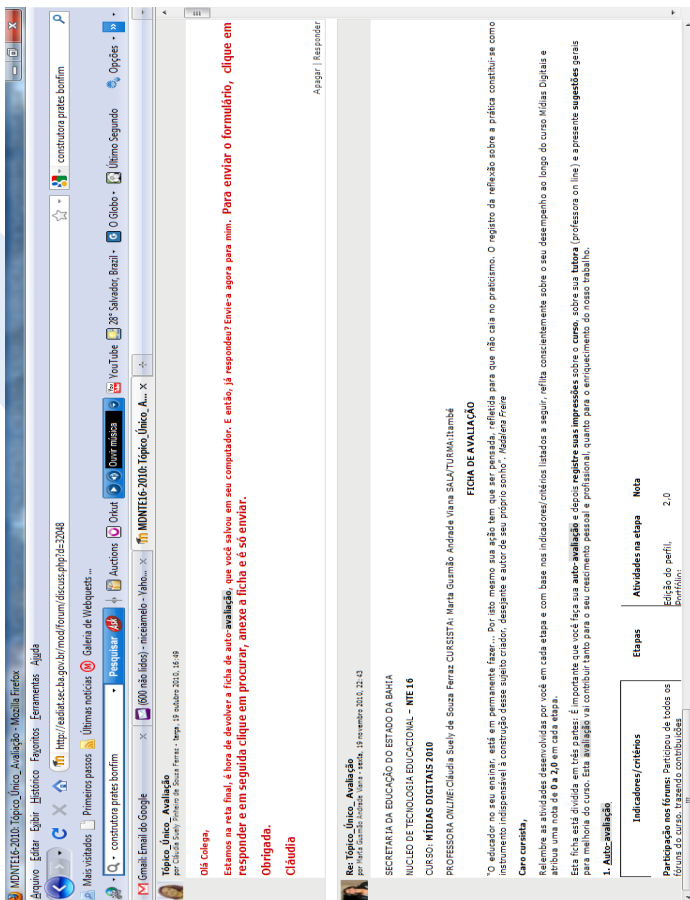 MDNTE16-2010: Tópico_Único_ Avaliação - Mozilla Firefox
Arquivo Editar Exibir Histórico Favoritos Ferramentas Ajuda
http://eadiat.sec.ba.gov.br/mod/forum/discuss.php?d=32048
construtora prates bonfim
Mais visitados Primeiros passos Últimas notícias Galeria de Webquests ...
construtora prates bonfim Pesquisar Ask Auctions Orkut Ouvir música YouTube 28° Salvador, Brazil O Globo Último Segundo Opções
Gmail: Email do Google x (600 não lidos) - niceamelo - Yaho... x MDNTE16-2010: Tópico_Único_ A... x
Tópico_Único_ Avaliação
por Cláudia Suely Pinheiro de Souza Ferraz - terça, 19 outubro 2010, 16:49
Olá Colega,
Estamos na reta final, é hora de devolver a ficha de auto-avaliação, que você salvou em seu computador. E então, já respondeu? Envie-a agora para mim. Para enviar o formulário, clique em
responder e em seguida clique em procurar, anexe a ficha e é só enviar.
Obrigada.
Cláudia
Apagar | Responder
Re: Tópico_Único_ Avaliação
por Marta Gusmão Andrade Viana - sexta, 19 novembro 2010, 22:43
SECRETARIA DA EDUCAÇÃO DO ESTADO DA BAHIA
NUCLEO DE TECNOLOGIA EDUCACIONAL – NTE 16
CURSO: MÍDIAS DIGITAIS 2010
PROFESSORA ONLINE:Cláudia Suely de Souza Ferraz CURSISTA: Marta Gusmão Andrade Viana SALA/TURMA:Itambé
FICHA DE AVALIAÇÃO
"O educador no seu ensinar, está em permanente fazer... Por isto mesmo sua ação tem que ser pensada, refletida para que não caia no praticismo. O registro da reflexão sobre a prática constitui-se como
instrumento indispensável à construção desse sujeito criador, desejante e autor de seu próprio sonho". Madalena Freire
Caro cursista,
Relembre as atividades desenvolvidas por você em cada etapa e com base nos indicadores/critérios listados a seguir, reflita conscientemente sobre o seu desempenho ao longo do curso Mídias Digitais e
atribua uma nota de 0 a 2,0 em cada etapa.
Esta ficha está dividida em três partes: É importante que você faça sua auto-avaliação e depois registre suas impressões sobre o curso, sobre sua tutora (professora on line) e apresente sugestões gerais
para melhoria do curso. Esta avaliação vai contribuir tanto para o seu crescimento pessoal e profissional, quanto para o enriquecimento do nosso trabalho.
1. Auto-avaliação
Indicadores/critérios Etapas Atividades na etapa Nota
Participação nos fóruns: Participou de todos os Edição do perfil, 2,0
fóruns do curso, trazendo contribuições Portfólio: